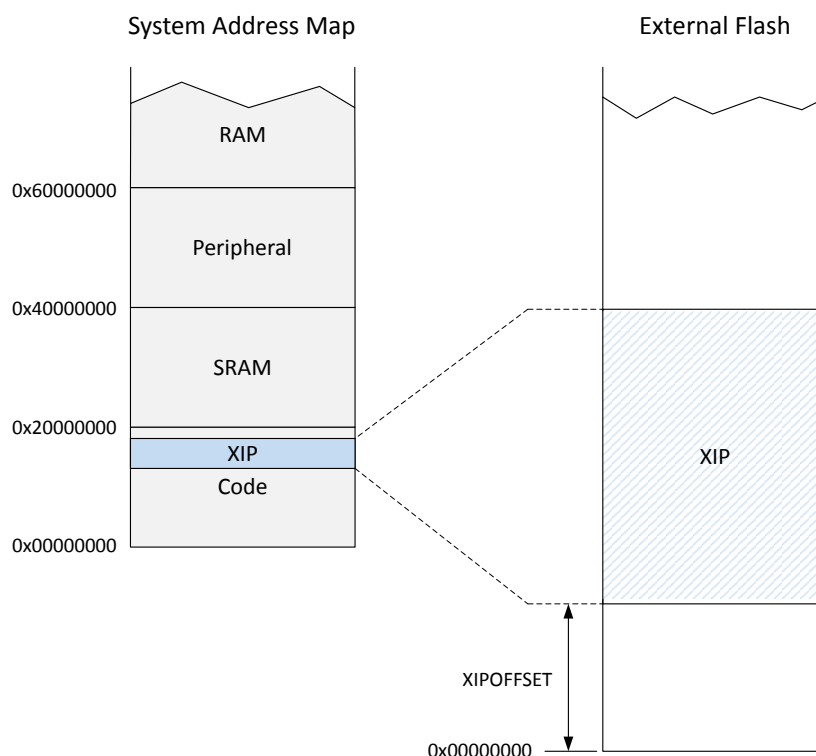 System Address Map
External Flash
RAM
0x60000000
Peripheral
0x40000000
SRAM
0x20000000
XIP
XIP
Code
0x00000000
XIPOFFSET
0x00000000